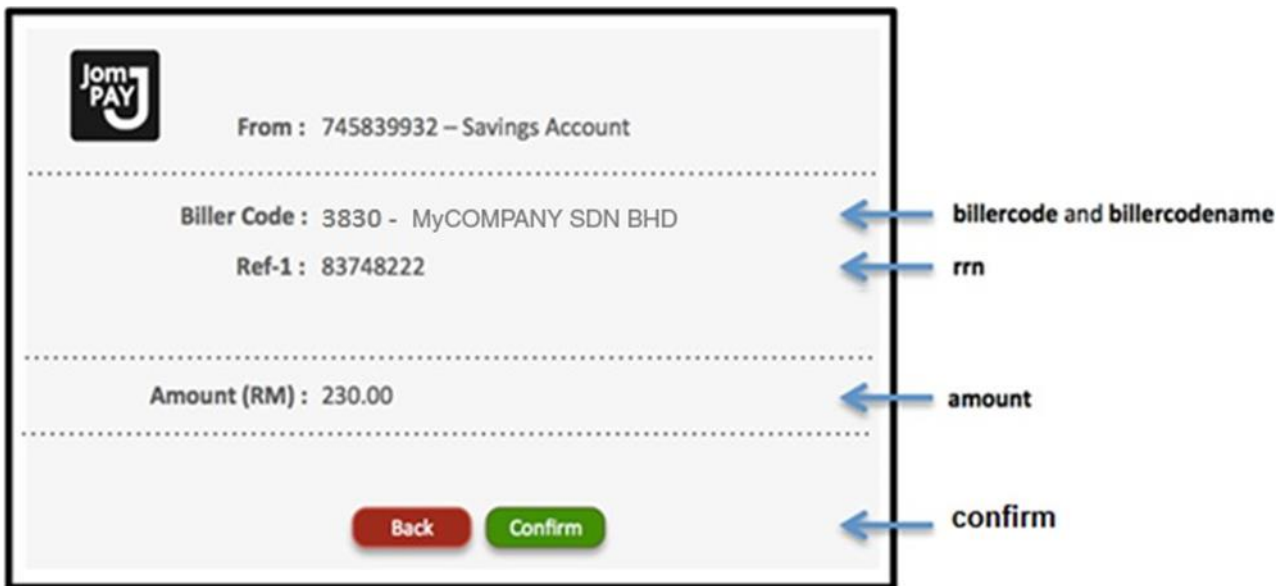 Jom
PAY
From : 745839932 – Savings Account
Biller Code : 3830 - MyCOMPANY SDN BHD
billercode and billercodename
Ref-1 : 83748222
rrn
Amount (RM) : 230.00
amount
Back Confirm
confirm